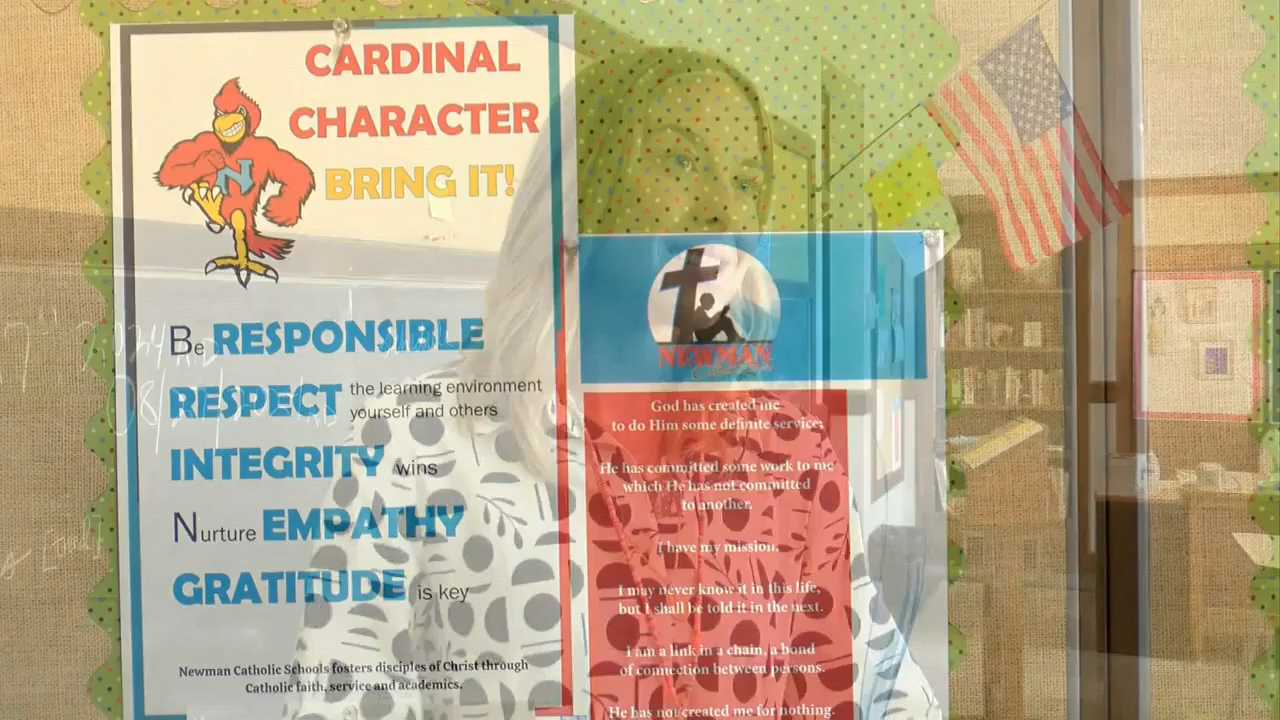 CARDINAL
CHARACTER
BRING IT!
N
Be RESPONSIBLE
RESPECT the learning environment
yourself and others
INTEGRITY wins
Nurture EMPATHY
GRATITUDE is key
Newman Catholic Schools fosters disciples of Christ through
Catholic faith, service and academics.
NEWMAN
God has created me
to do Him some definite service;
He has committed some work to me
which He has not committed
to another.
I have my mission.
I may never know it in this life,
but I shall be told it in the next.
I am a link in a chain, a bond
of connection between persons.
He has not created me for nothing.